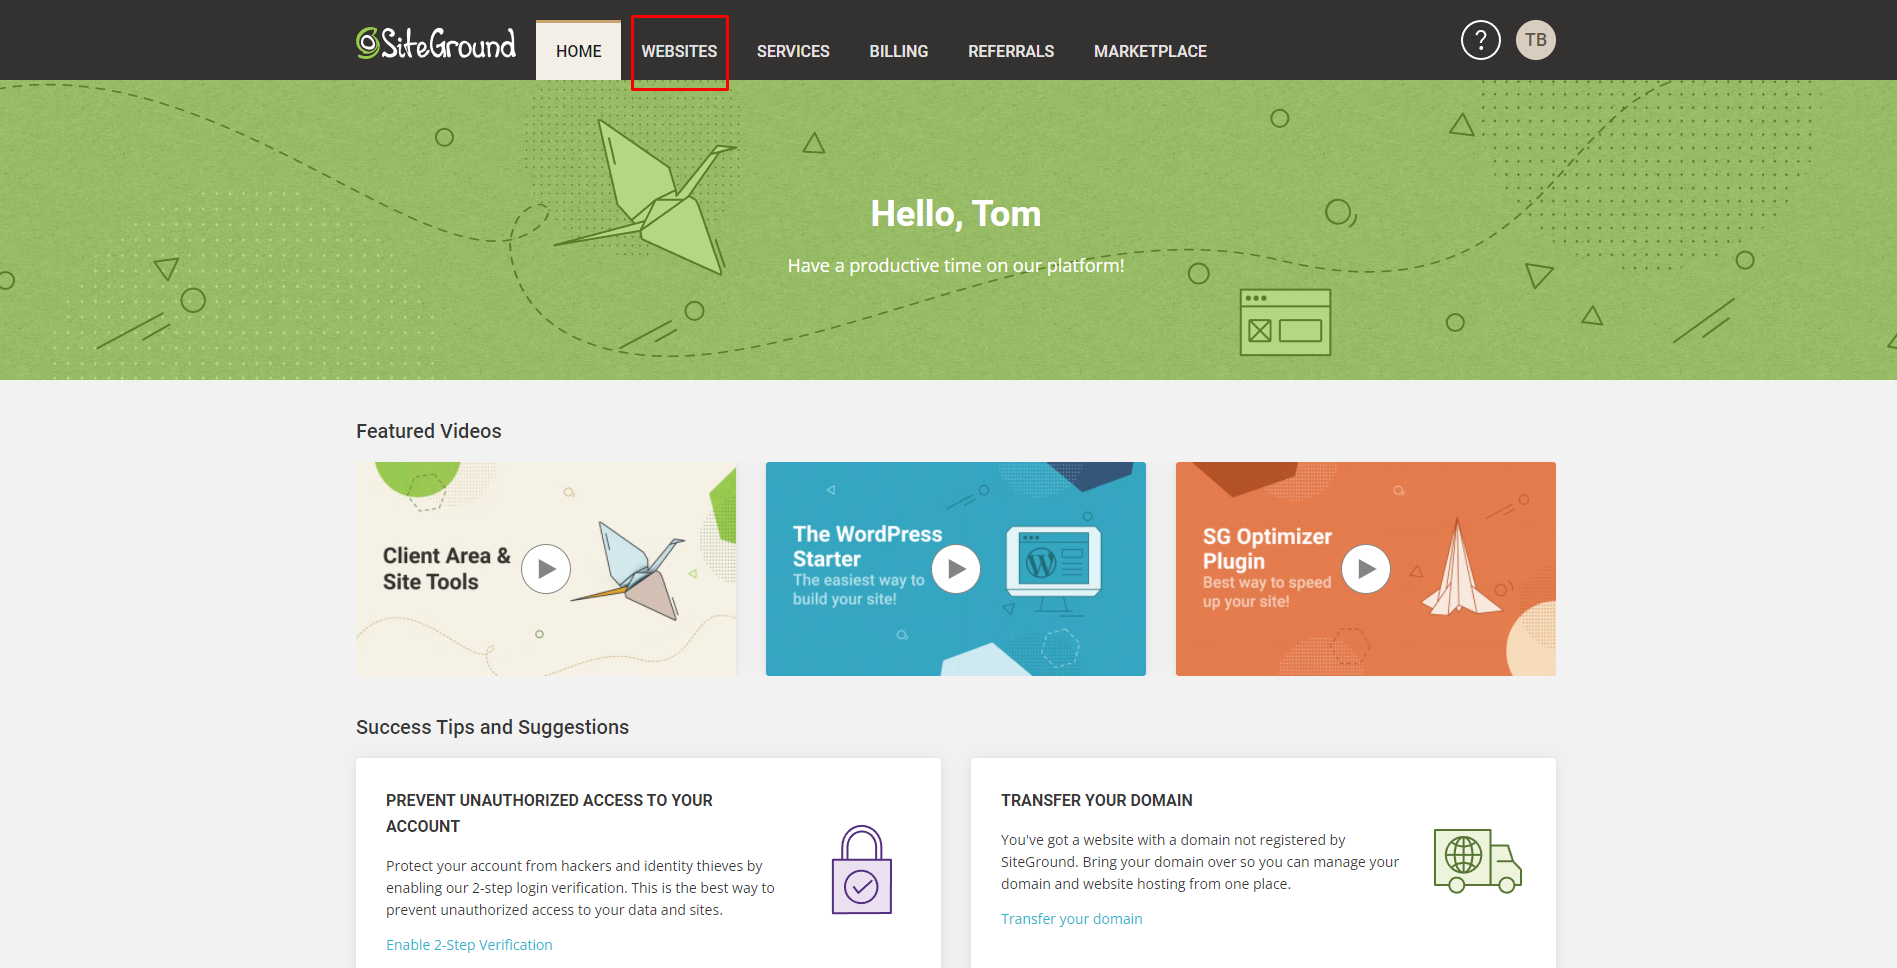 SiteGround HOME WEBSITES SERVICES BILLING REFERRALS MARKETPLACE ? TB
Hello, Tom
Have a productive time on our platform!
Featured Videos
Client Area &
Site Tools
The WordPress
Starter
The easiest way to
build your site!
SG Optimizer
Plugin
Best way to speed
up your site!
Success Tips and Suggestions
PREVENT UNAUTHORIZED ACCESS TO YOUR
ACCOUNT
Protect your account from hackers and identity thieves by
enabling our 2-step login verification. This is the best way to
prevent unauthorized access to your data and sites.
Enable 2-Step Verification
TRANSFER YOUR DOMAIN
You've got a website with a domain not registered by
SiteGround. Bring your domain over so you can manage your
domain and website hosting from one place.
Transfer your domain